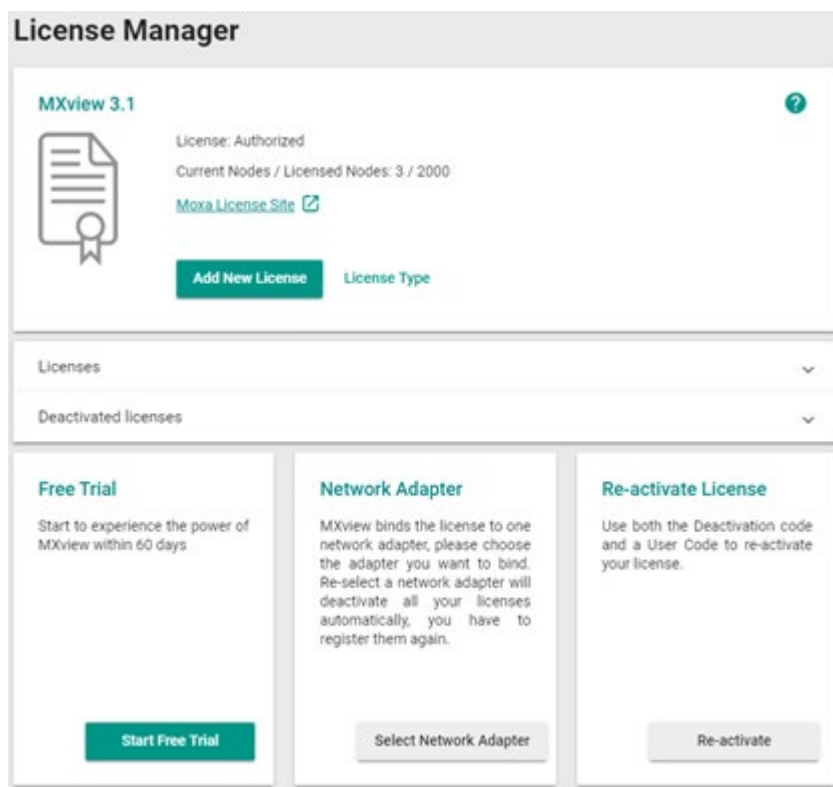 License Manager
MXview 3.1
?
License: Authorized
Current Nodes / Licensed Nodes: 3 / 2000
Moxa License Site
Add New License
License Type
Licenses
Deactivated licenses
Free Trial
Start to experience the power of
MXview within 60 days
Start Free Trial
Network Adapter
MXview binds the license to one
network adapter, please choose
the adapter you want to bind.
Re-select a network adapter will
deactivate all your licenses
automatically, you have to
register them again.
Select Network Adapter
Re-activate License
Use both the Deactivation code
and a User Code to re-activate
your license.
Re-activate